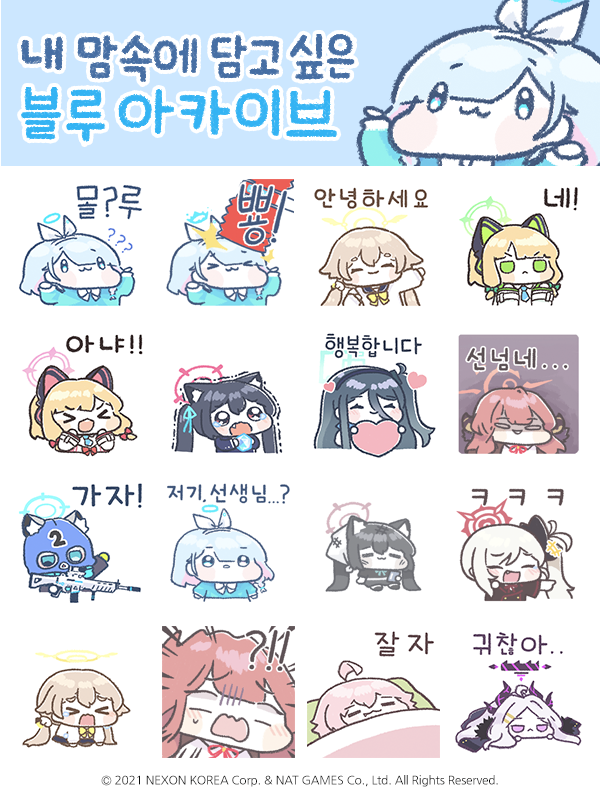 내 맘속에 담고 싶은
블루 아카이브
몰?루
???
뿅!
안녕하세요
네!
아냐!!
행복합니다
선넘네...
가자!
2
저기, 선생님...?
ㅋ ㅋ ㅋ
?!!
잘 자
귀찮아..
© 2021 NEXON KOREA Corp. & NAT GAMES Co., Ltd. All Rights Reserved.